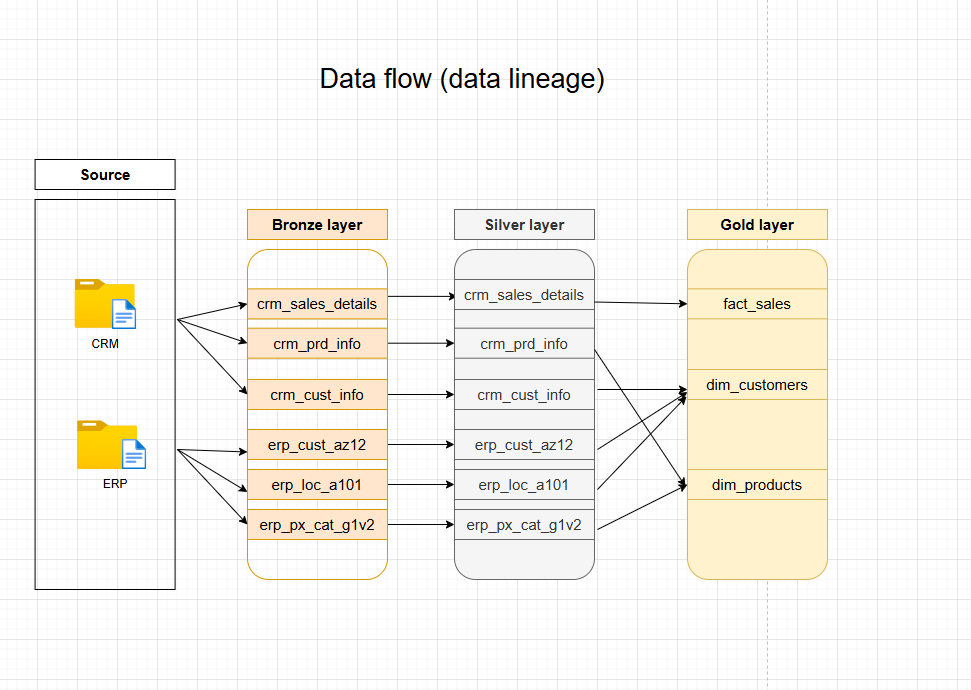 Data flow (data lineage)
Source
CRM
ERP
Bronze layer
crm_sales_details
crm_prd_info
crm_cust_info
erp_cust_az12
erp_loc_a101
erp_px_cat_g1v2
Silver layer
crm_sales_details
crm_prd_info
crm_cust_info
erp_cust_az12
erp_loc_a101
erp_px_cat_g1v2
Gold layer
fact_sales
dim_customers
dim_products